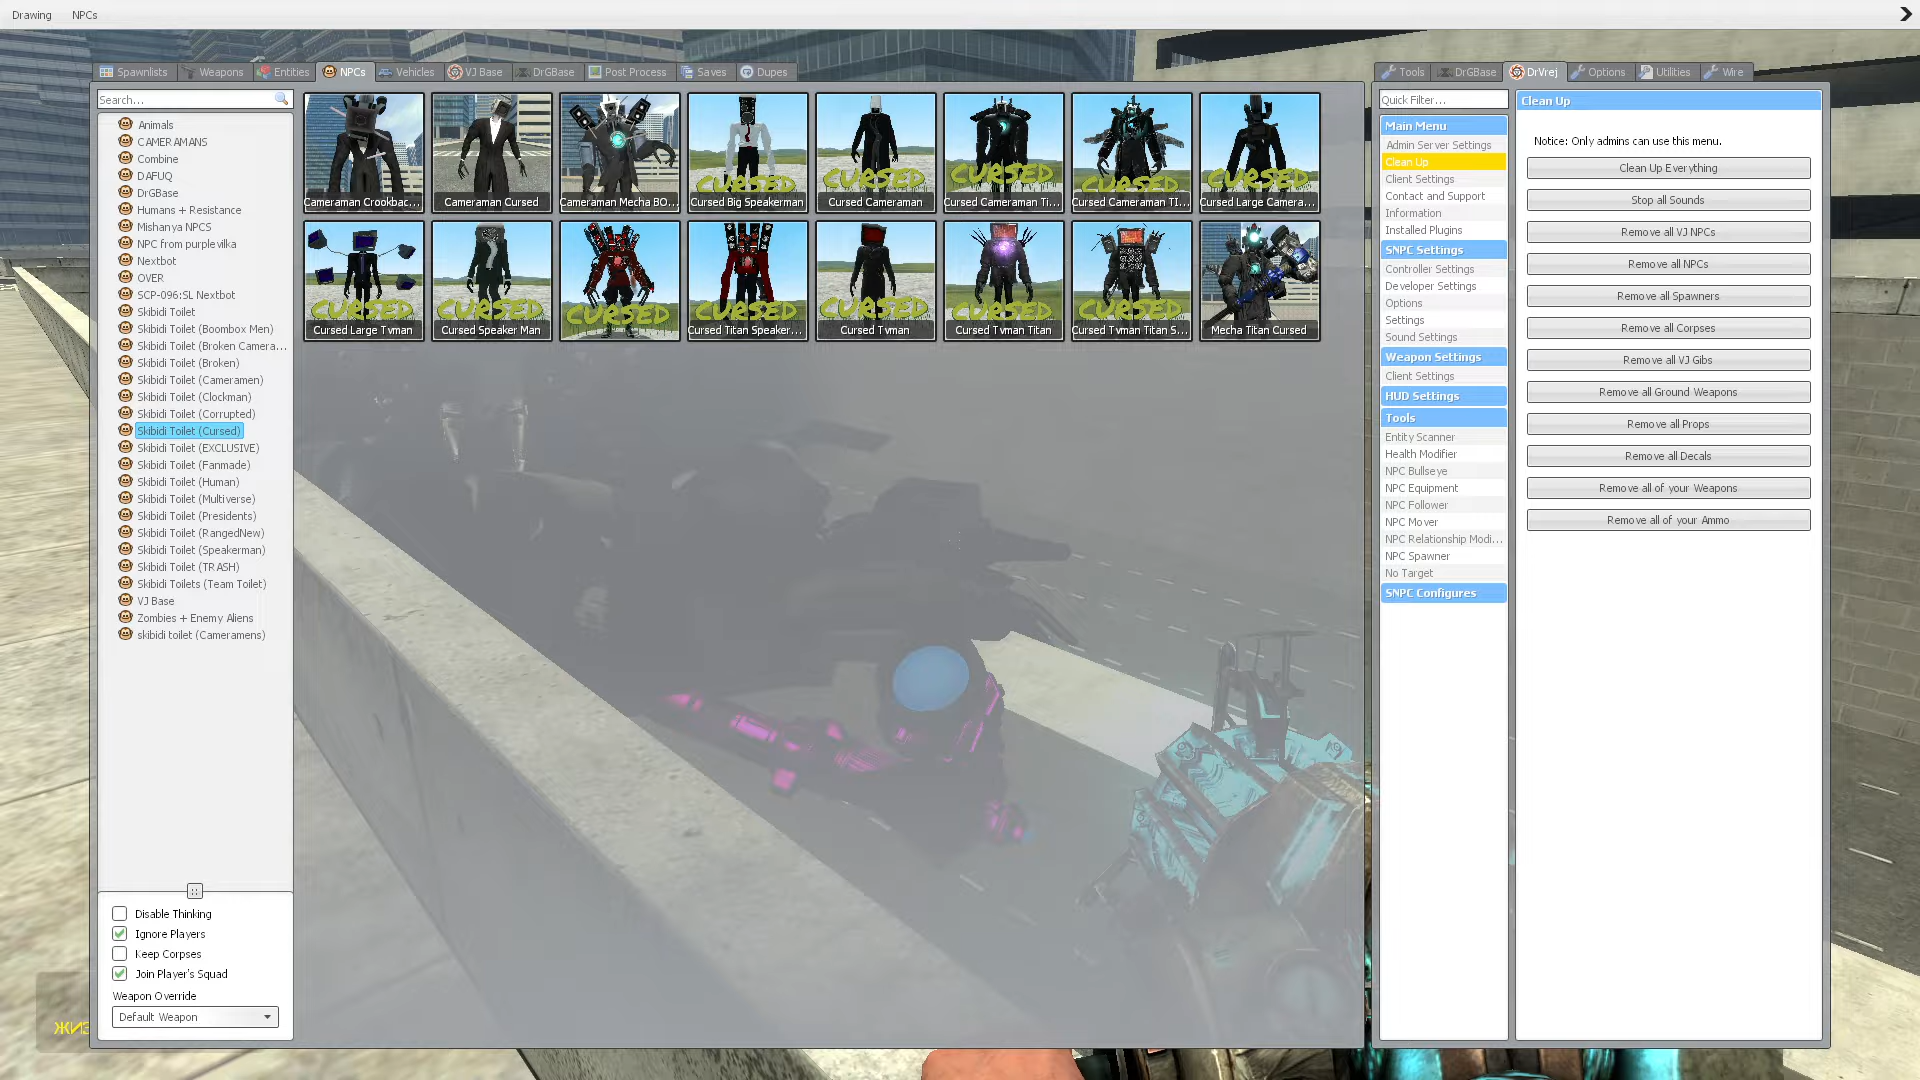 Drawing NPCs
Spawnlists Weapons Entities NPCs Vehicles VJ Base DrGBase Post Process Saves Dupes
Search...
Animals
CAMERAMANS
Combine
DAFUQ
DrGBase
Humans + Resistance
Mishanya NPCS
NPC from purplevilka
Nextbot
OVER
SCP-096:SL Nextbot
Skibidi Toilet
Skibidi Toilet (Boombox Men)
Skibidi Toilet (Broken Camera...
Skibidi Toilet (Broken)
Skibidi Toilet (Cameramen)
Skibidi Toilet (Clockman)
Skibidi Toilet (Corrupted)
Skibidi Toilet (Cursed)
Skibidi Toilet (EXCLUSIVE)
Skibidi Toilet (Fanmade)
Skibidi Toilet (Human)
Skibidi Toilet (Multiverse)
Skibidi Toilet (Presidents)
Skibidi Toilet (RangedNew)
Skibidi Toilet (Speakerman)
Skibidi Toilet (TRASH)
Skibidi Toilets (Team Toilet)
VJ Base
Zombies + Enemy Aliens
skibidi toilet (Cameramens)
Disable Thinking
Ignore Players
Keep Corpses
Join Player's Squad
Weapon Override
Default Weapon
ЖИЗ
CURSED CURSED CURSED CURSED CURSED
Cameraman Crookbac... Cameraman Cursed Cameraman Mecha BO... Cursed Big Speakerman Cursed Cameraman Cursed Cameraman Ti... Cursed Cameraman TI... Cursed Large Camera...
CURSED CURSED CURSED CURSED CURSED CURSED CURSED
Cursed Large Tvman Cursed Speaker Man Cursed Titan Speaker... Cursed Tvman Cursed Tvman Titan Cursed Tvman Titan S... Mecha Titan Cursed
Tools DrGBase DrVrej Options Utilities Wire
Quick Filter...
Main Menu
Admin Server Settings
Clean Up
Client Settings
Contact and Support
Information
Installed Plugins
SNPC Settings
Controller Settings
Developer Settings
Options
Settings
Sound Settings
Weapon Settings
Client Settings
HUD Settings
Tools
Entity Scanner
Health Modifier
NPC Bullseye
NPC Equipment
NPC Follower
NPC Mover
NPC Relationship Modi...
NPC Spawner
No Target
SNPC Configures
Clean Up
Notice: Only admins can use this menu.
Clean Up Everything
Stop all Sounds
Remove all VJ NPCs
Remove all NPCs
Remove all Spawners
Remove all Corpses
Remove all VJ Gibs
Remove all Ground Weapons
Remove all Props
Remove all Decals
Remove all of your Weapons
Remove all of your Ammo